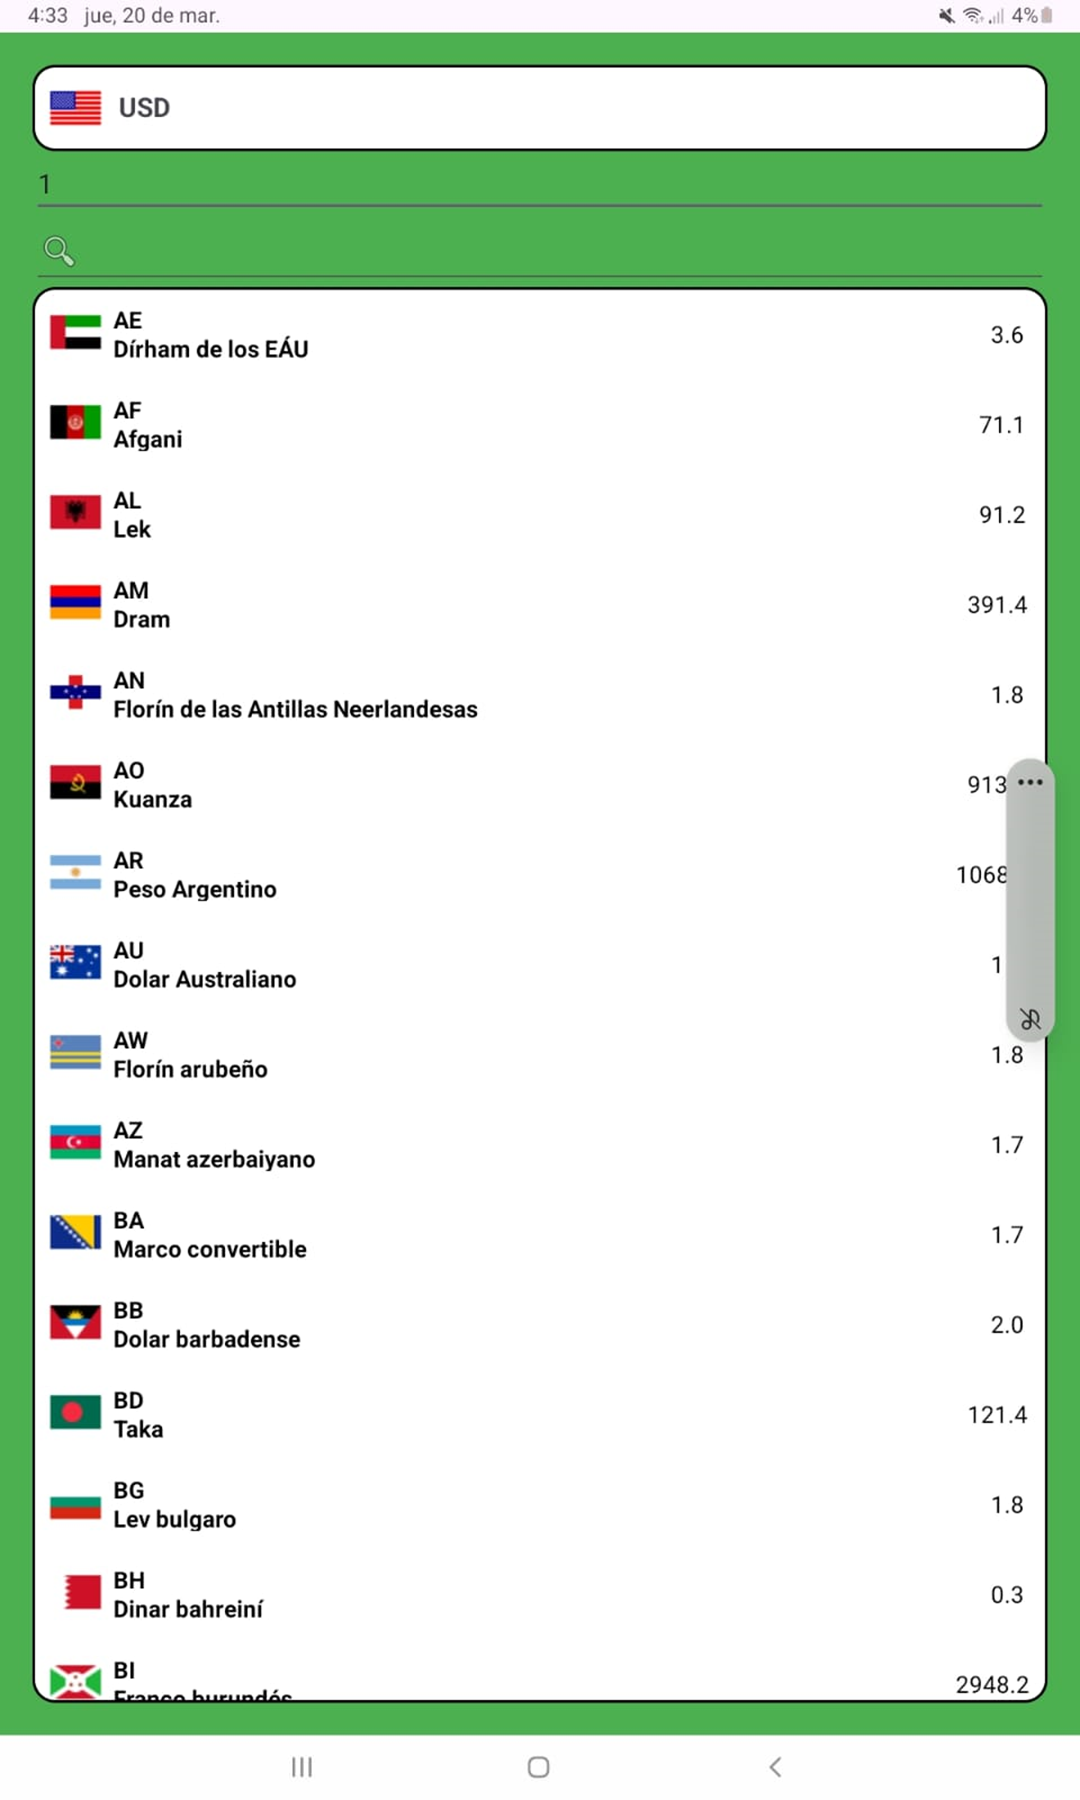 4:33 jue, 20 de mar.
4%
USD
1
AE
Dírham de los EÁU
3.6
AF
Afgani
71.1
AL
Lek
91.2
AM
Dram
391.4
AN
Florín de las Antillas Neerlandesas
1.8
AO
Kuanza
913
AR
Peso Argentino
1068
AU
Dolar Australiano
1
AW
Florín arubeño
1.8
AZ
Manat azerbaiyano
1.7
BA
Marco convertible
1.7
BB
Dolar barbadense
2.0
BD
Taka
121.4
BG
Lev bulgaro
1.8
BH
Dinar bahreiní
0.3
BI
Franco burundés
2948.2